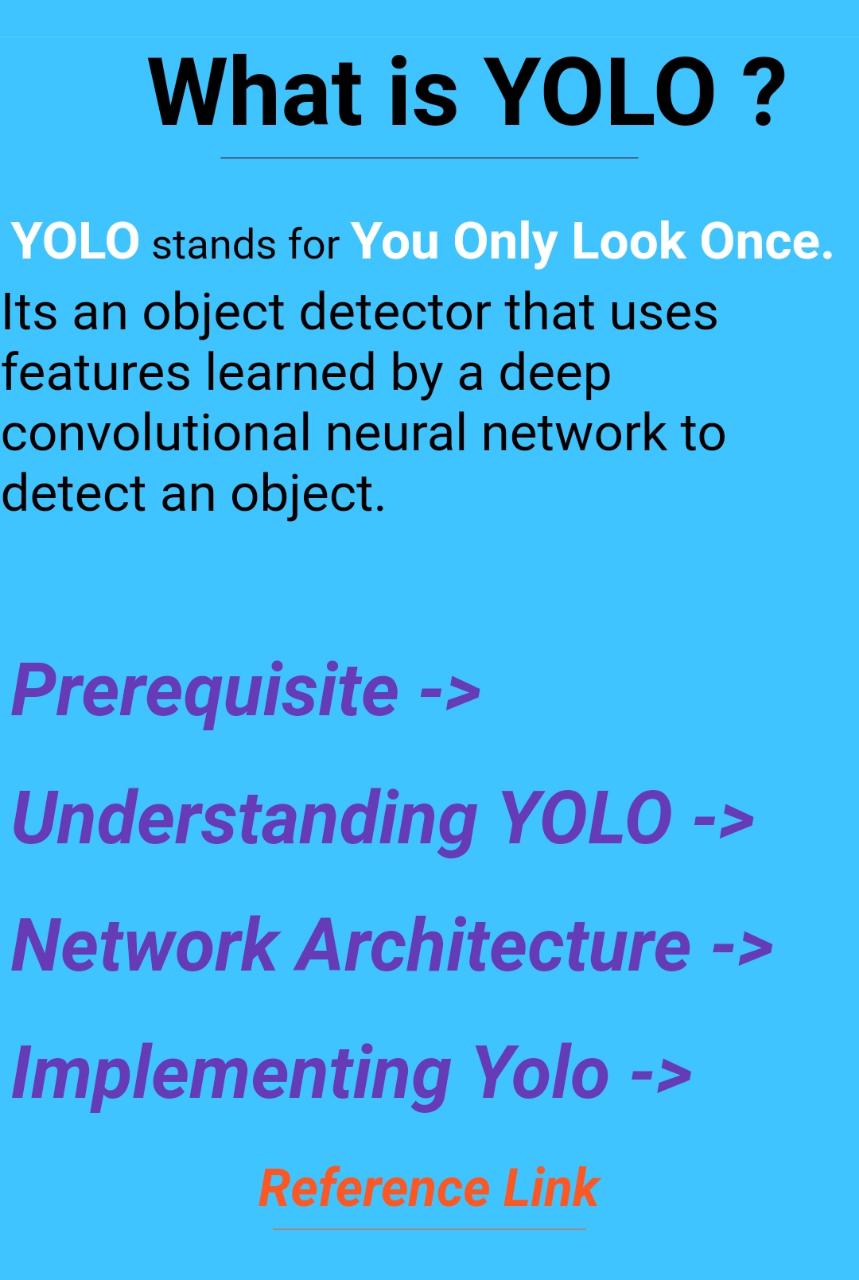 What is YOLO ?
YOLO stands for You Only Look Once.
Its an object detector that uses
features learned by a deep
convolutional neural network to
detect an object.
Prerequisite ->
Understanding YOLO ->
Network Architecture ->
Implementing Yolo ->
Reference Link